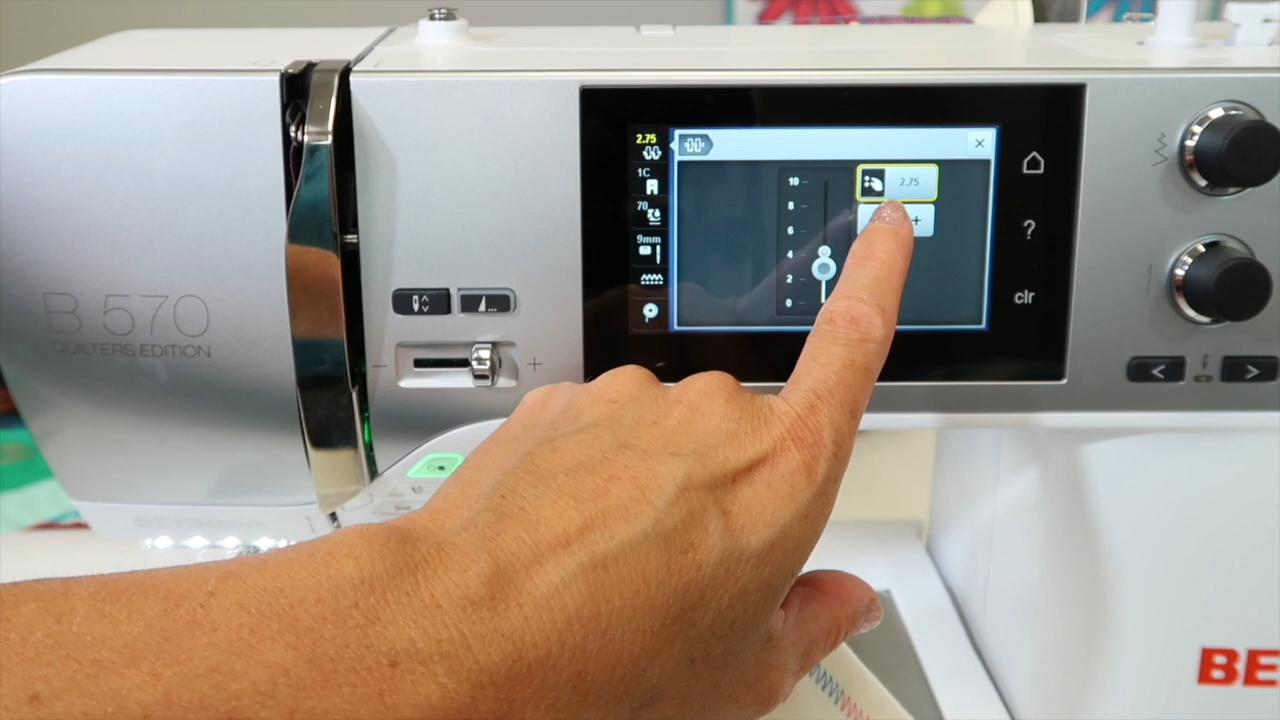 B 570
QUILTERS EDITION
− +
2.75
1C
70
9mm
10
8
6
4
2
0
2.75
+
?
clr
< >
BE